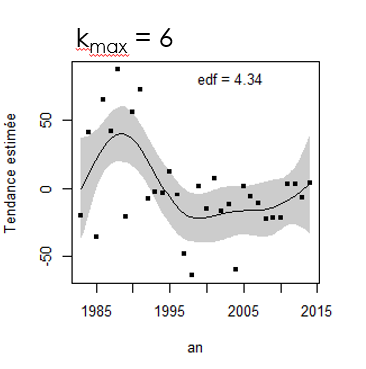 kmax = 6
edf = 4.34
Tendance estimée
50
0
-50
1985
1995
2005
2015
an